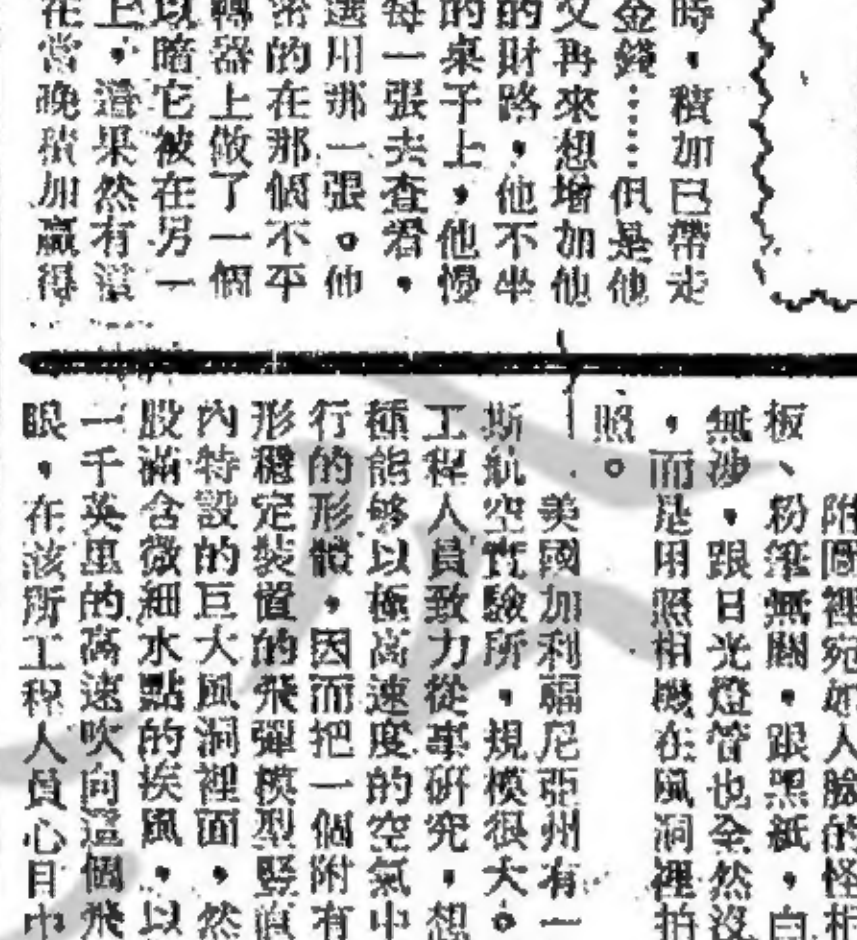 時，積加已帶走
金錢……但是他
又再來想增加他
的財路，他不坐
的桌子上，他慢
每一張去查看，
選用那一張。他
密的在那個不平
轉器上做了一個
以暗它被在另一
上，這果然有
在當晚積加贏得
附圖裡宛如人臉的怪相
板、粉筆無關，跟黑紙，白
無涉，跟日光燈管也全然沒
，而是用照相機在風洞裡拍
照。
美國加利福尼亞州有一
斯航空實驗所，規模很大。
工程人員致力從事研究，想
種能够以極高速度的空氣中
行的形體，因而把一個附有
形穩定裝置的飛彈模型豎直
內特設的巨大風洞裡面，然
股滿含微細水點的疾風，以
一千英里的高速吹向這個飛
眼，在該所工程人員心目中